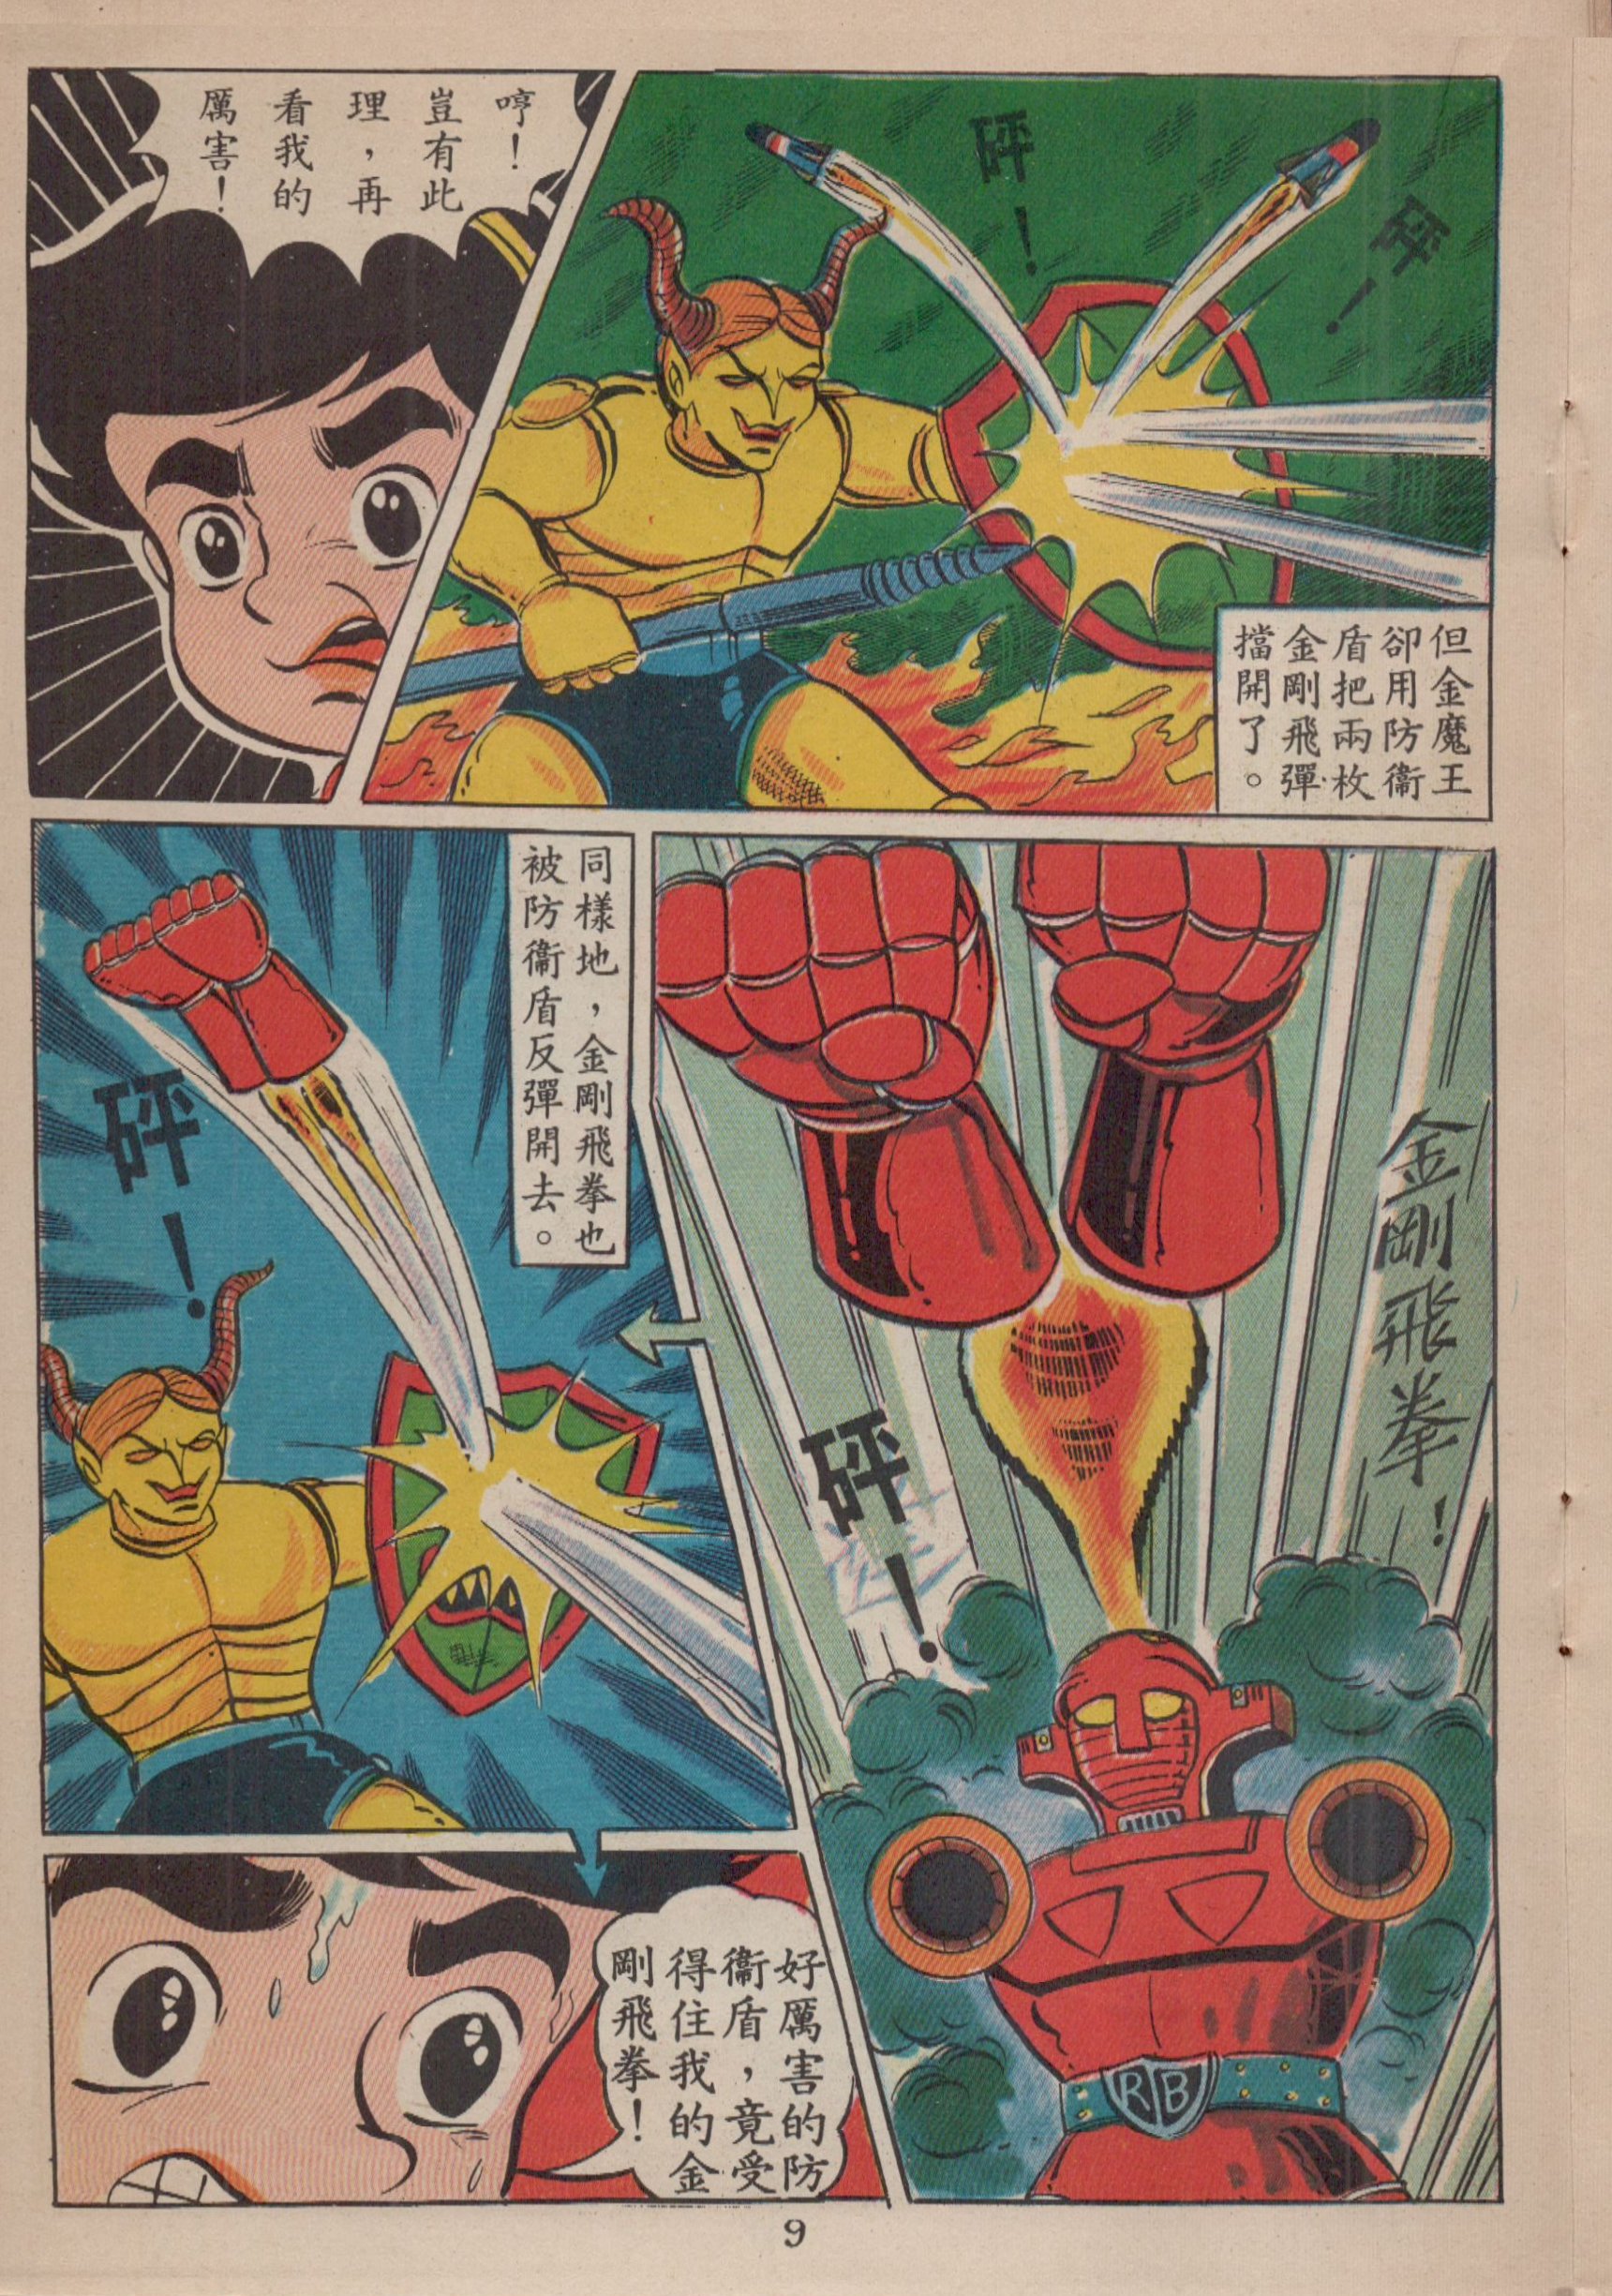 砰！
砰！
但金魔王
卻用防衞
盾把兩枚
金剛飛彈
擋開了。
哼！
豈有此
理，再
看我的
厲害！
金剛飛拳！
砰！
同樣地，金剛飛拳也
被防衞盾反彈開去。
砰！
好厲害的防
衞盾，竟受
得住我的金
剛飛拳！
RB
9